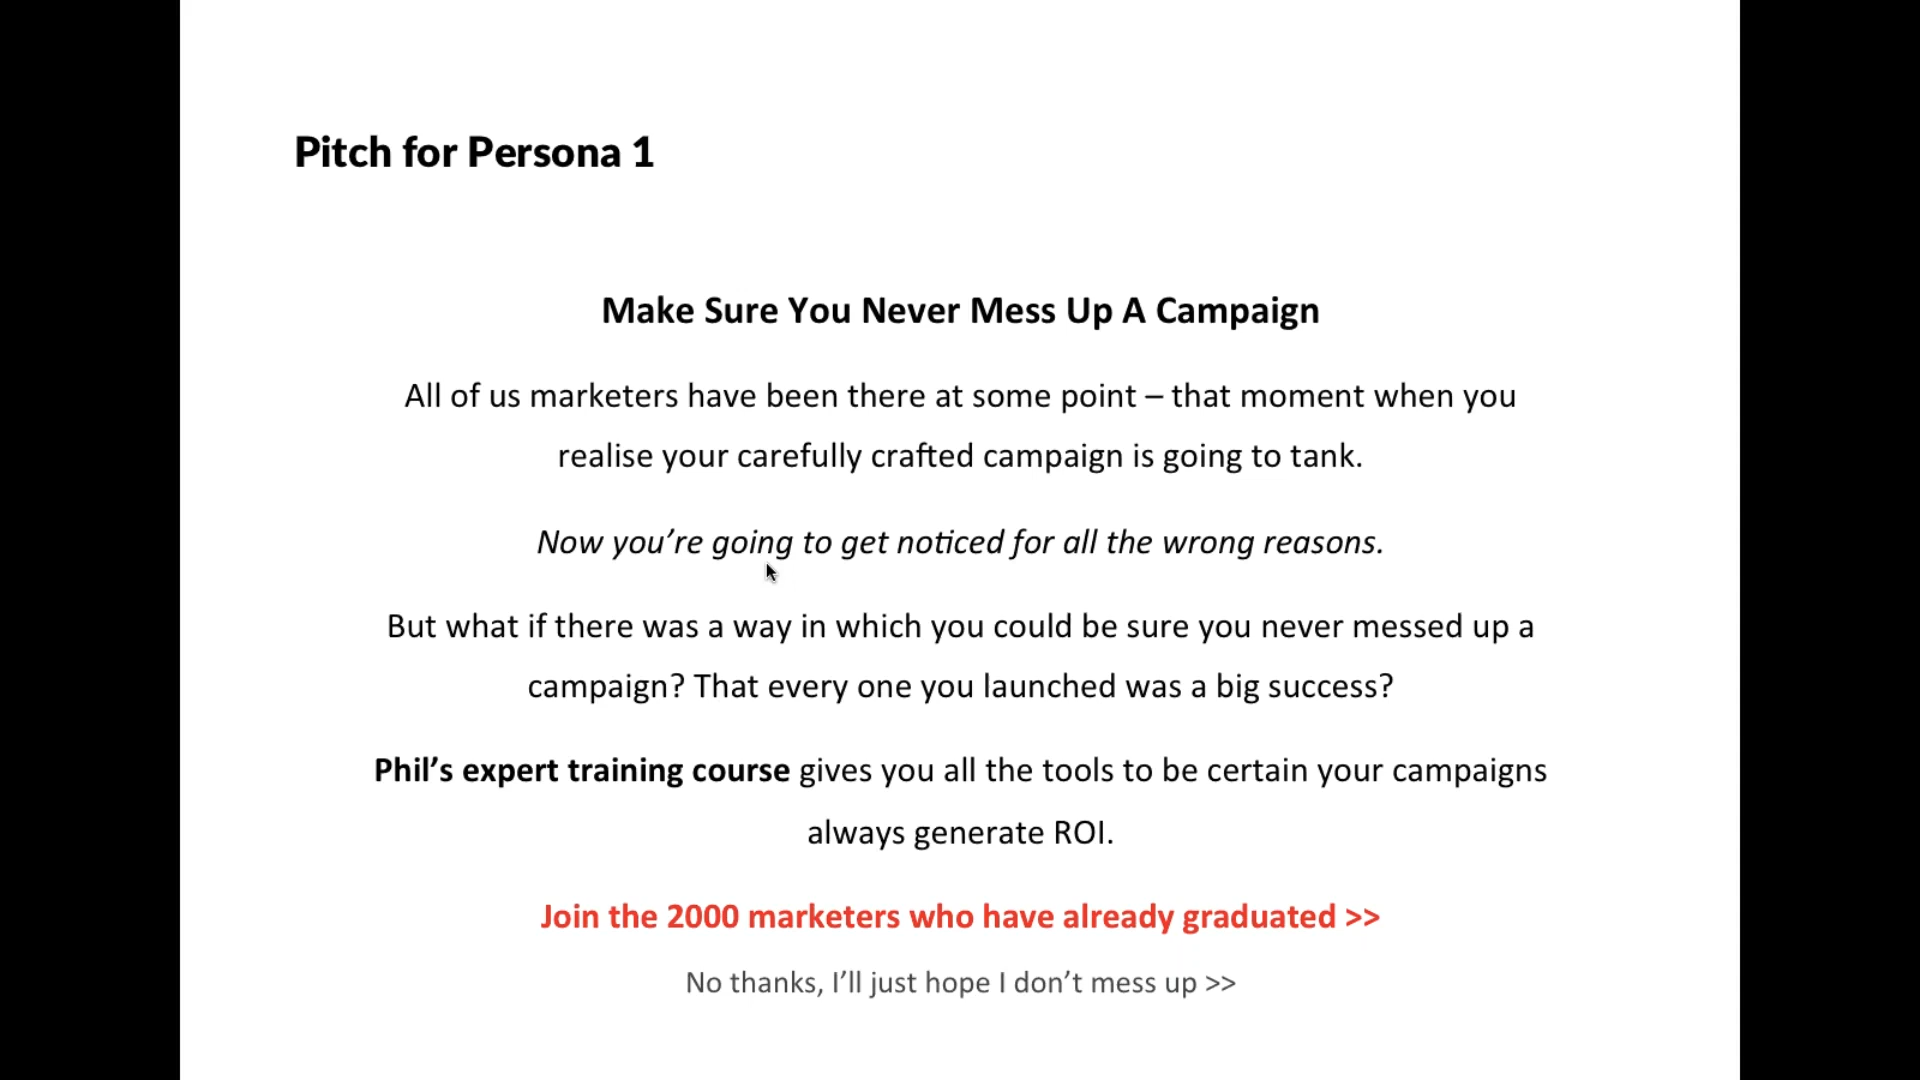 Pitch for Persona 1
Make Sure You Never Mess Up A Campaign
All of us marketers have been there at some point – that moment when you
realise your carefully crafted campaign is going to tank.
Now you’re going to get noticed for all the wrong reasons.
But what if there was a way in which you could be sure you never messed up a
campaign? That every one you launched was a big success?
Phil’s expert training course gives you all the tools to be certain your campaigns
always generate ROI.
Join the 2000 marketers who have already graduated >>
No thanks, I’ll just hope I don’t mess up >>